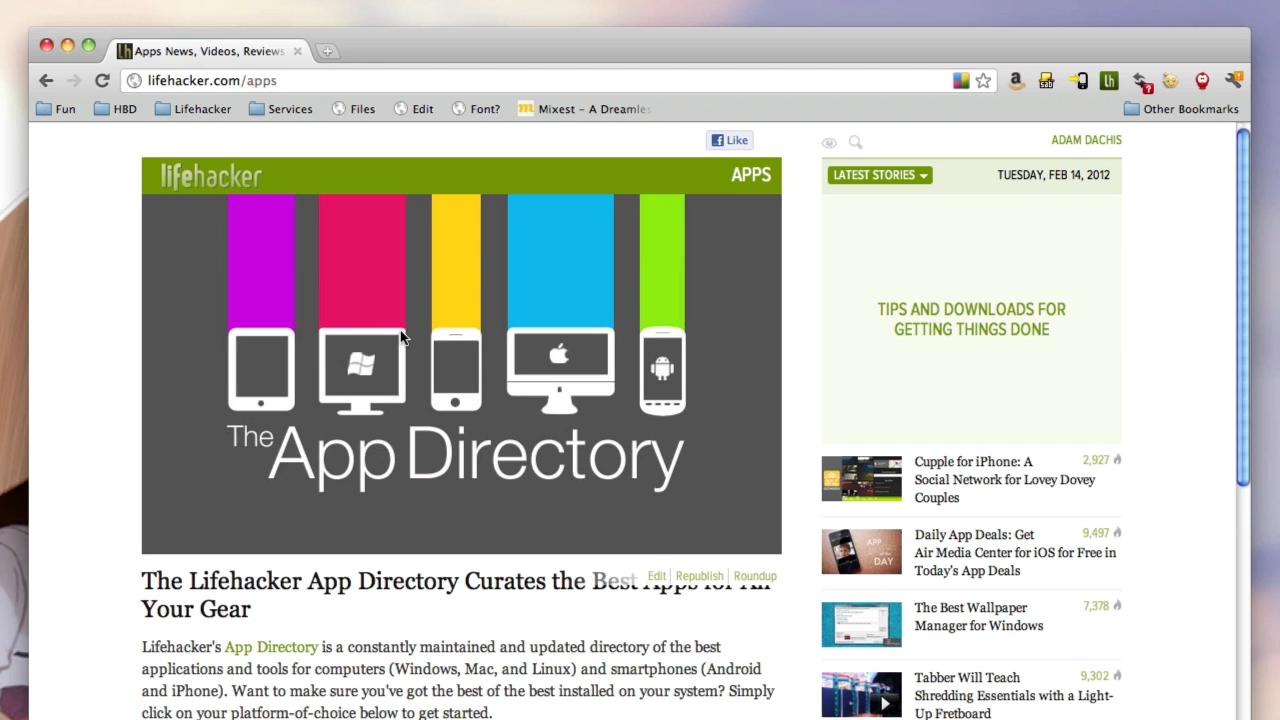 Apps News, Videos, Reviews
lifehacker.com/apps
Fun
HBD
Lifehacker
Services
Files
Edit
Font?
Mixest – A Dreamles
Other Bookmarks
Like
ADAM DACHIS
lifehacker
APPS
LATEST STORIES
TUESDAY, FEB 14, 2012
TIPS AND DOWNLOADS FOR
GETTING THINGS DONE
The App Directory
Edit
Republish
Roundup
The Lifehacker App Directory Curates the Best Apps for All
Your Gear
Lifehacker's App Directory is a constantly maintained and updated directory of the best
applications and tools for computers (Windows, Mac, and Linux) and smartphones (Android
and iPhone). Want to make sure you've got the best of the best installed on your system? Simply
click on your platform-of-choice below to get started.
Cupple for iPhone: A 2,927
Social Network for Lovey Dovey
Couples
Daily App Deals: Get 9,497
Air Media Center for iOS for Free in
Today's App Deals
The Best Wallpaper 7,378
Manager for Windows
Tabber Will Teach 9,302
Shredding Essentials with a Light-
Up Fretboard